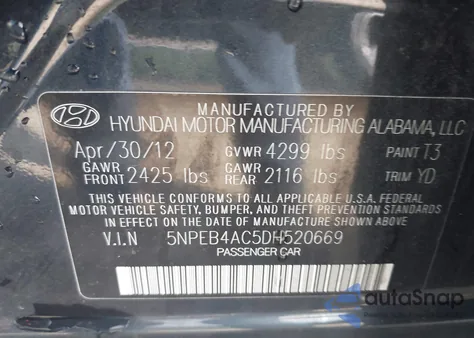 MANUFACTURED BY
HYUNDAI MOTOR MANUFACTURING ALABAMA, LLC
Apr/30/12 GVWR 4299 lbs PAINT T3
GAWR FRONT 2425 lbs GAWR REAR 2116 lbs TRIM YD
THIS VEHICLE CONFORMS TO ALL APPLICABLE U.S.A. FEDERAL
MOTOR VEHICLE SAFETY, BUMPER, AND THEFT PREVENTION
STANDARDS IN EFFECT ON THE DATE OF MANUFACTURE SHOWN ABOVE.
V.I.N 5NPEB4AC5DH520669
PASSENGER CAR
autoSnap